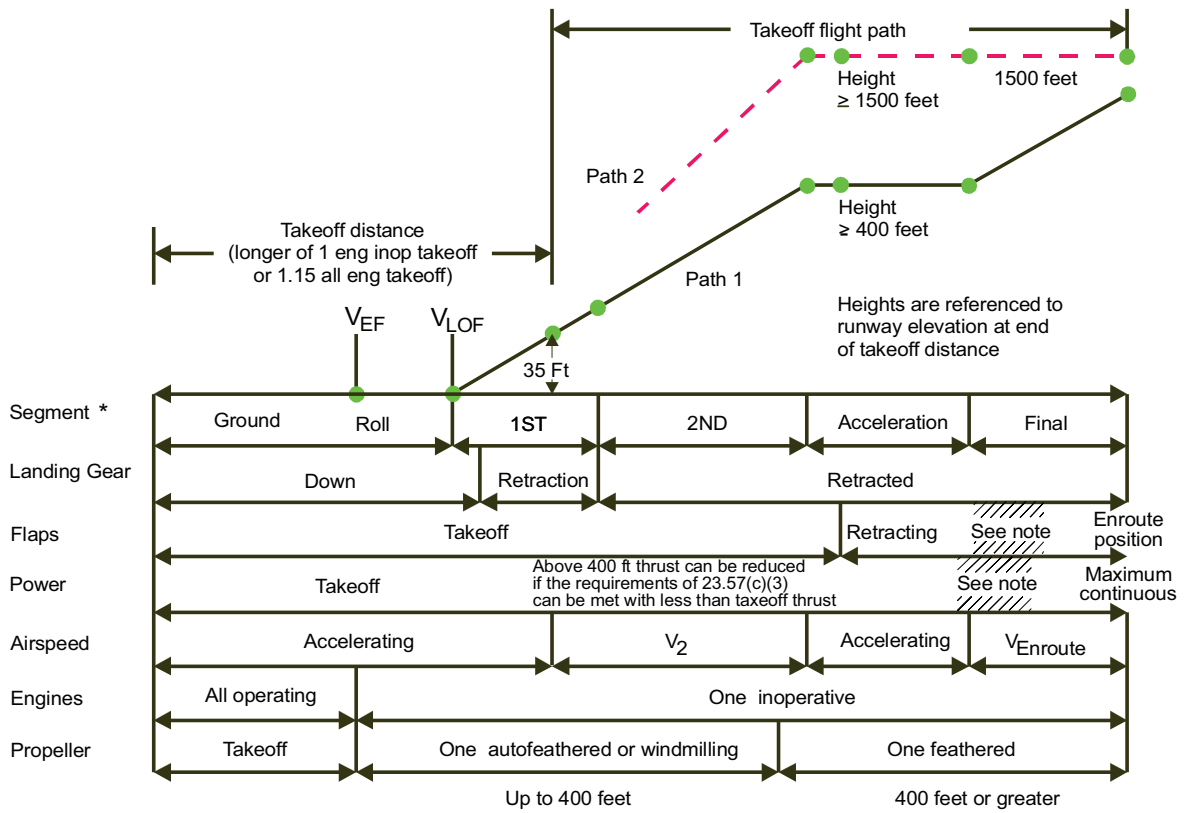 Takeoff flight path
Height
≥ 1500 feet
1500 feet
Path 2
Height
≥ 400 feet
Takeoff distance
(longer of 1 eng inop takeoff
or 1.15 all eng takeoff)
Path 1
Heights are referenced to
runway elevation at end
of takeoff distance
VEF
VLOF
35 Ft
Segment *
Ground
Roll
1ST
2ND
Acceleration
Final
Landing Gear
Down
Retraction
Retracted
Flaps
Takeoff
Retracting
See note
Enroute
position
Power
Takeoff
Above 400 ft thrust can be reduced
if the requirements of 23.57(c)(3)
can be met with less than taxeoff thrust
See note
Maximum
continuous
Airspeed
Accelerating
V2
Accelerating
VEnroute
Engines
All operating
One inoperative
Propeller
Takeoff
One autofeathered or windmilling
One feathered
Up to 400 feet
400 feet or greater